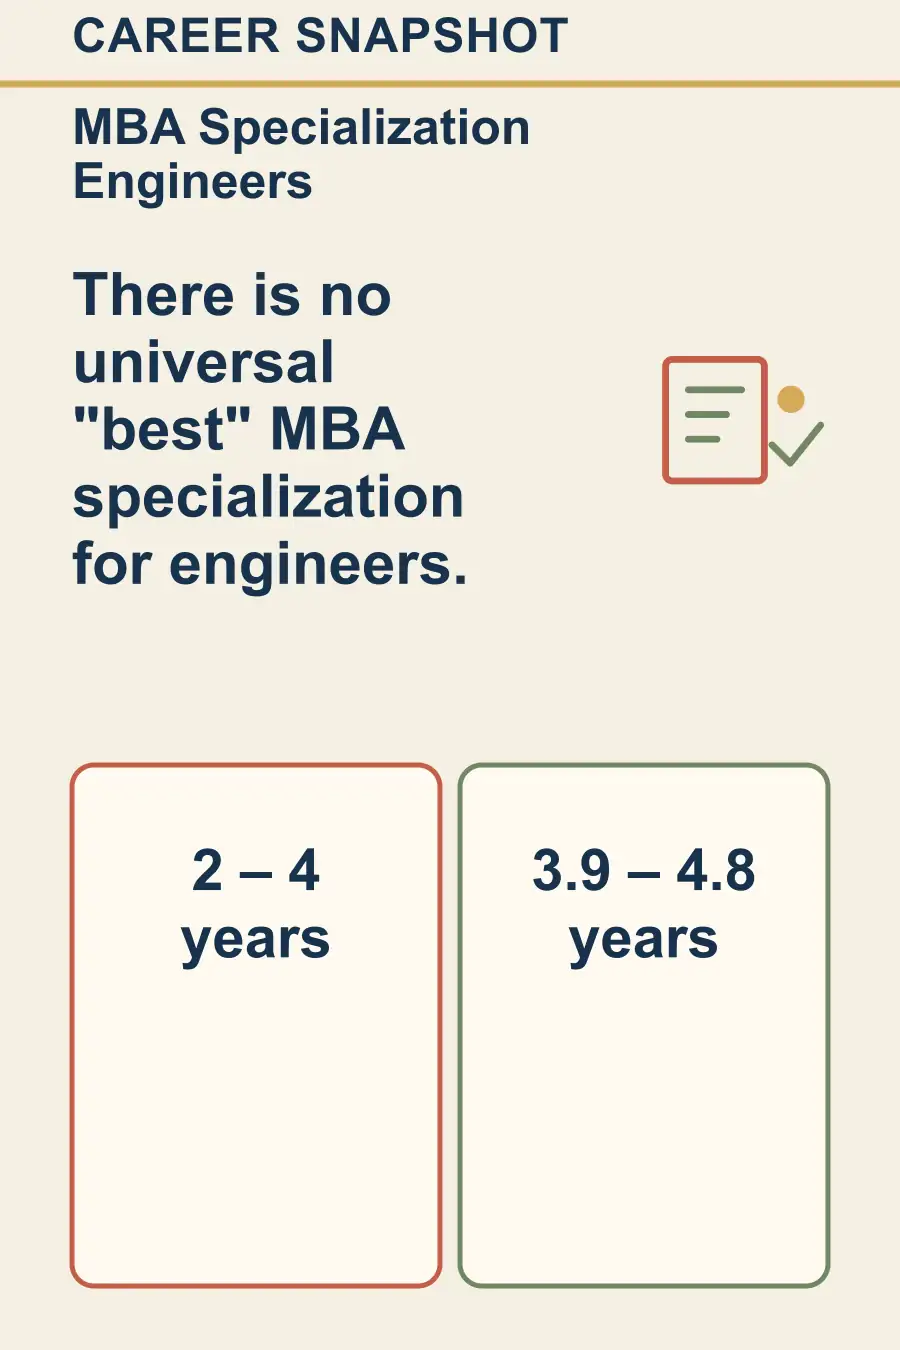 CAREER SNAPSHOT
MBA Specialization
Engineers
There is no
universal
"best" MBA
specialization
for engineers.
2 – 4
years
3.9 – 4.8
years